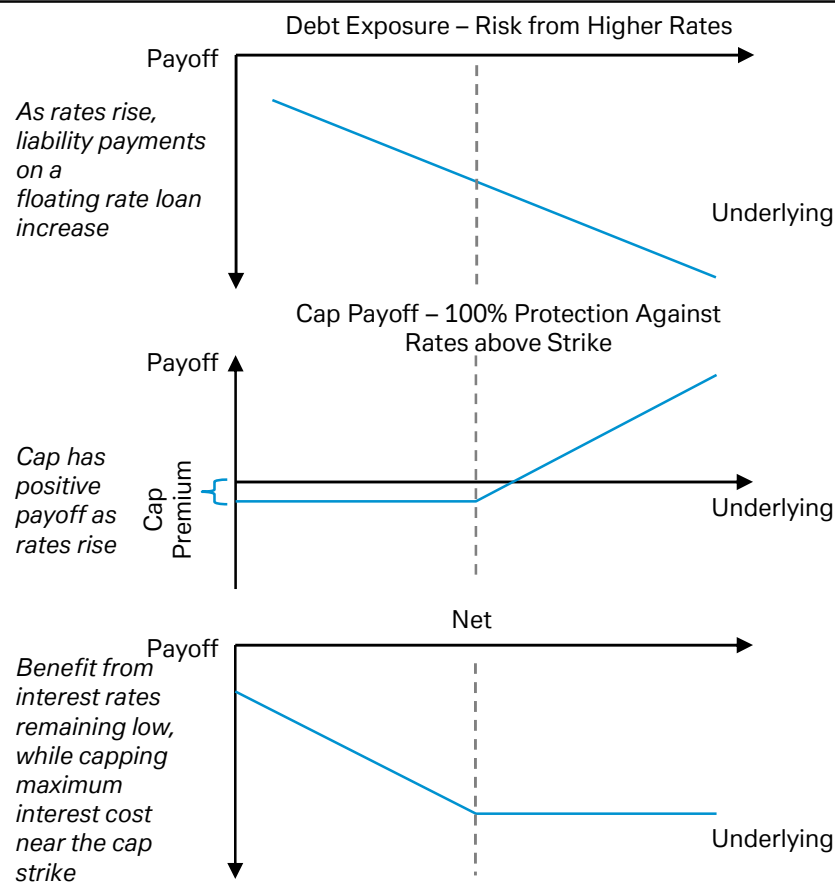 Debt Exposure – Risk from Higher Rates
Payoff
As rates rise,
liability payments
on a
floating rate loan
increase
Underlying
Cap Payoff – 100% Protection Against
Rates above Strike
Payoff
Cap has
positive
payoff as
rates rise
Cap
Premium
Underlying
Net
Payoff
Benefit from
interest rates
remaining low,
while capping
maximum
interest cost
near the cap
strike
Underlying